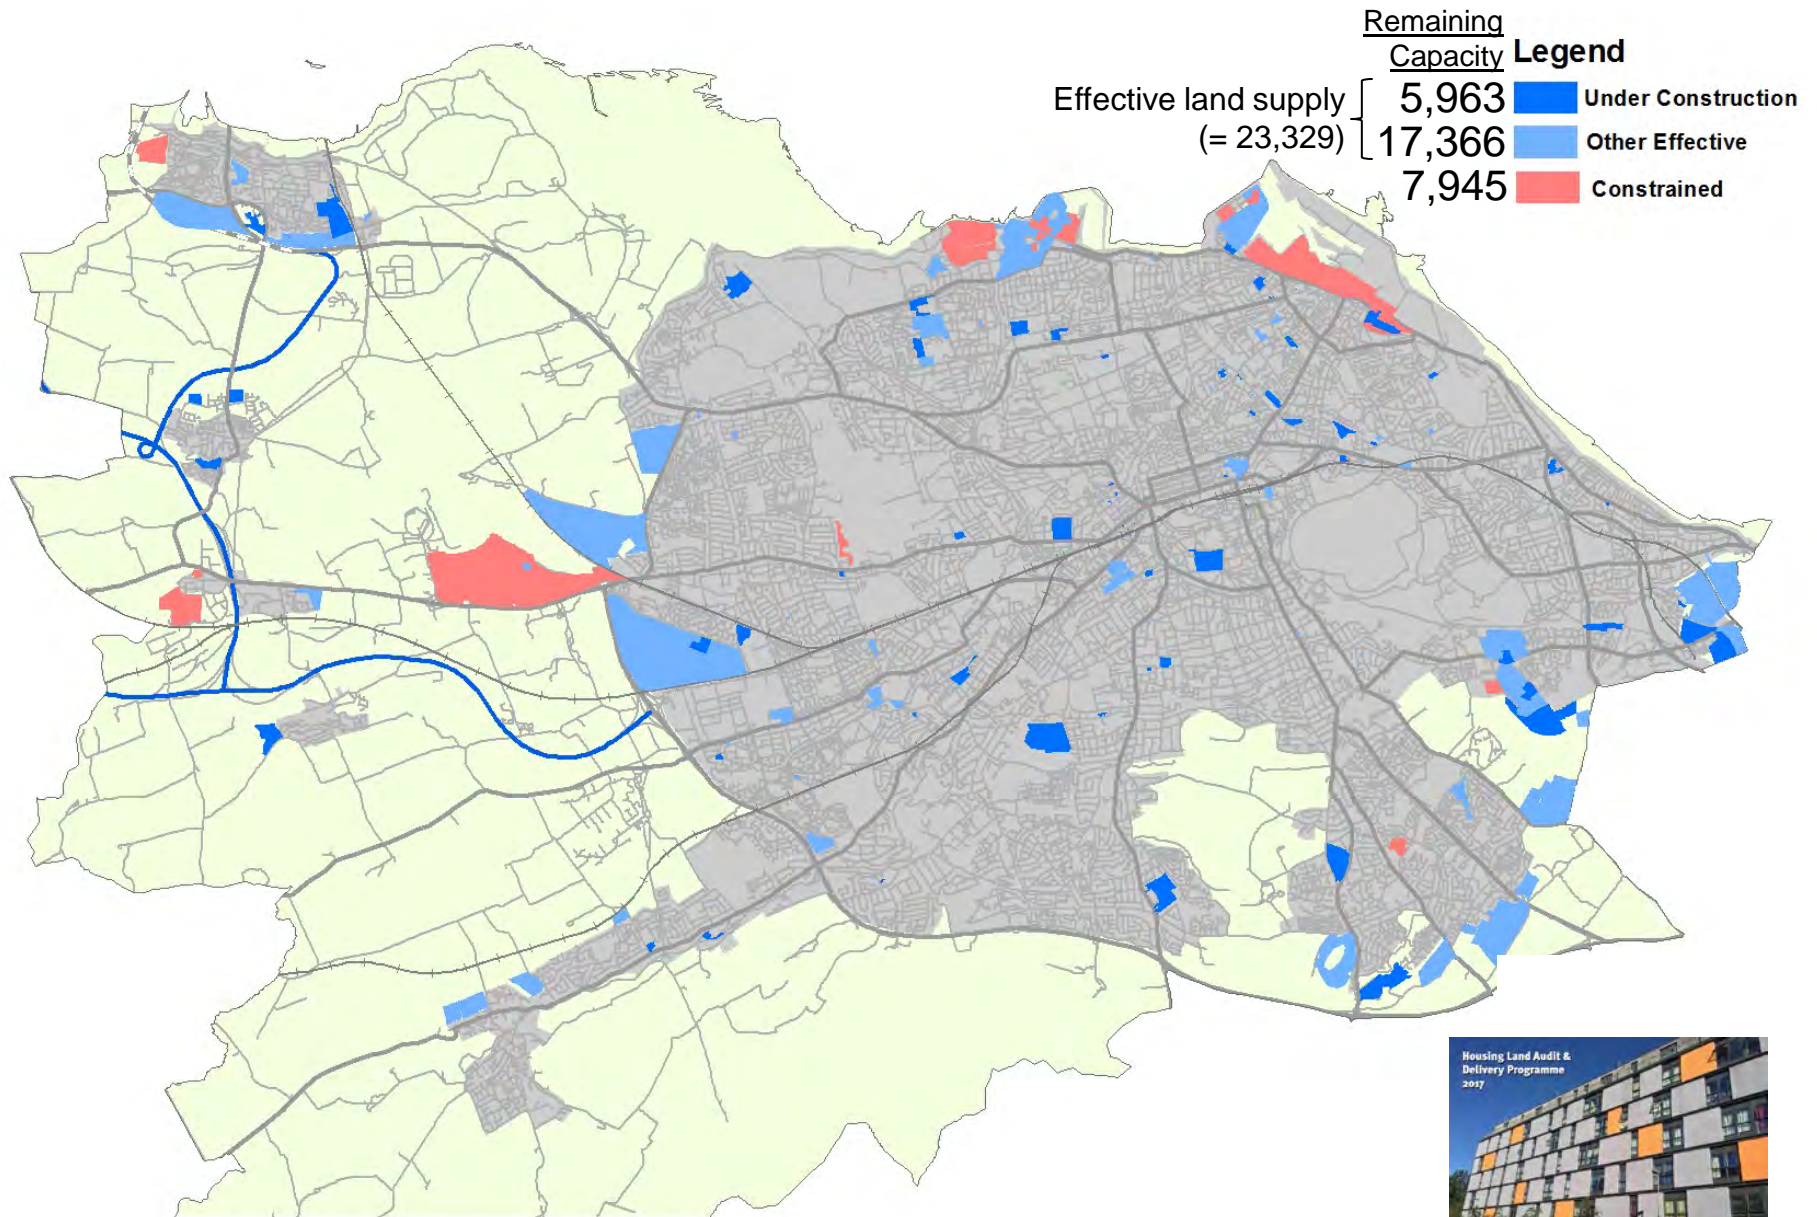 Remaining
Capacity Legend
Effective land supply 5,963 Under Construction
(= 23,329) 17,366 Other Effective
7,945 Constrained
Housing Land Audit &
Delivery Programme
2017